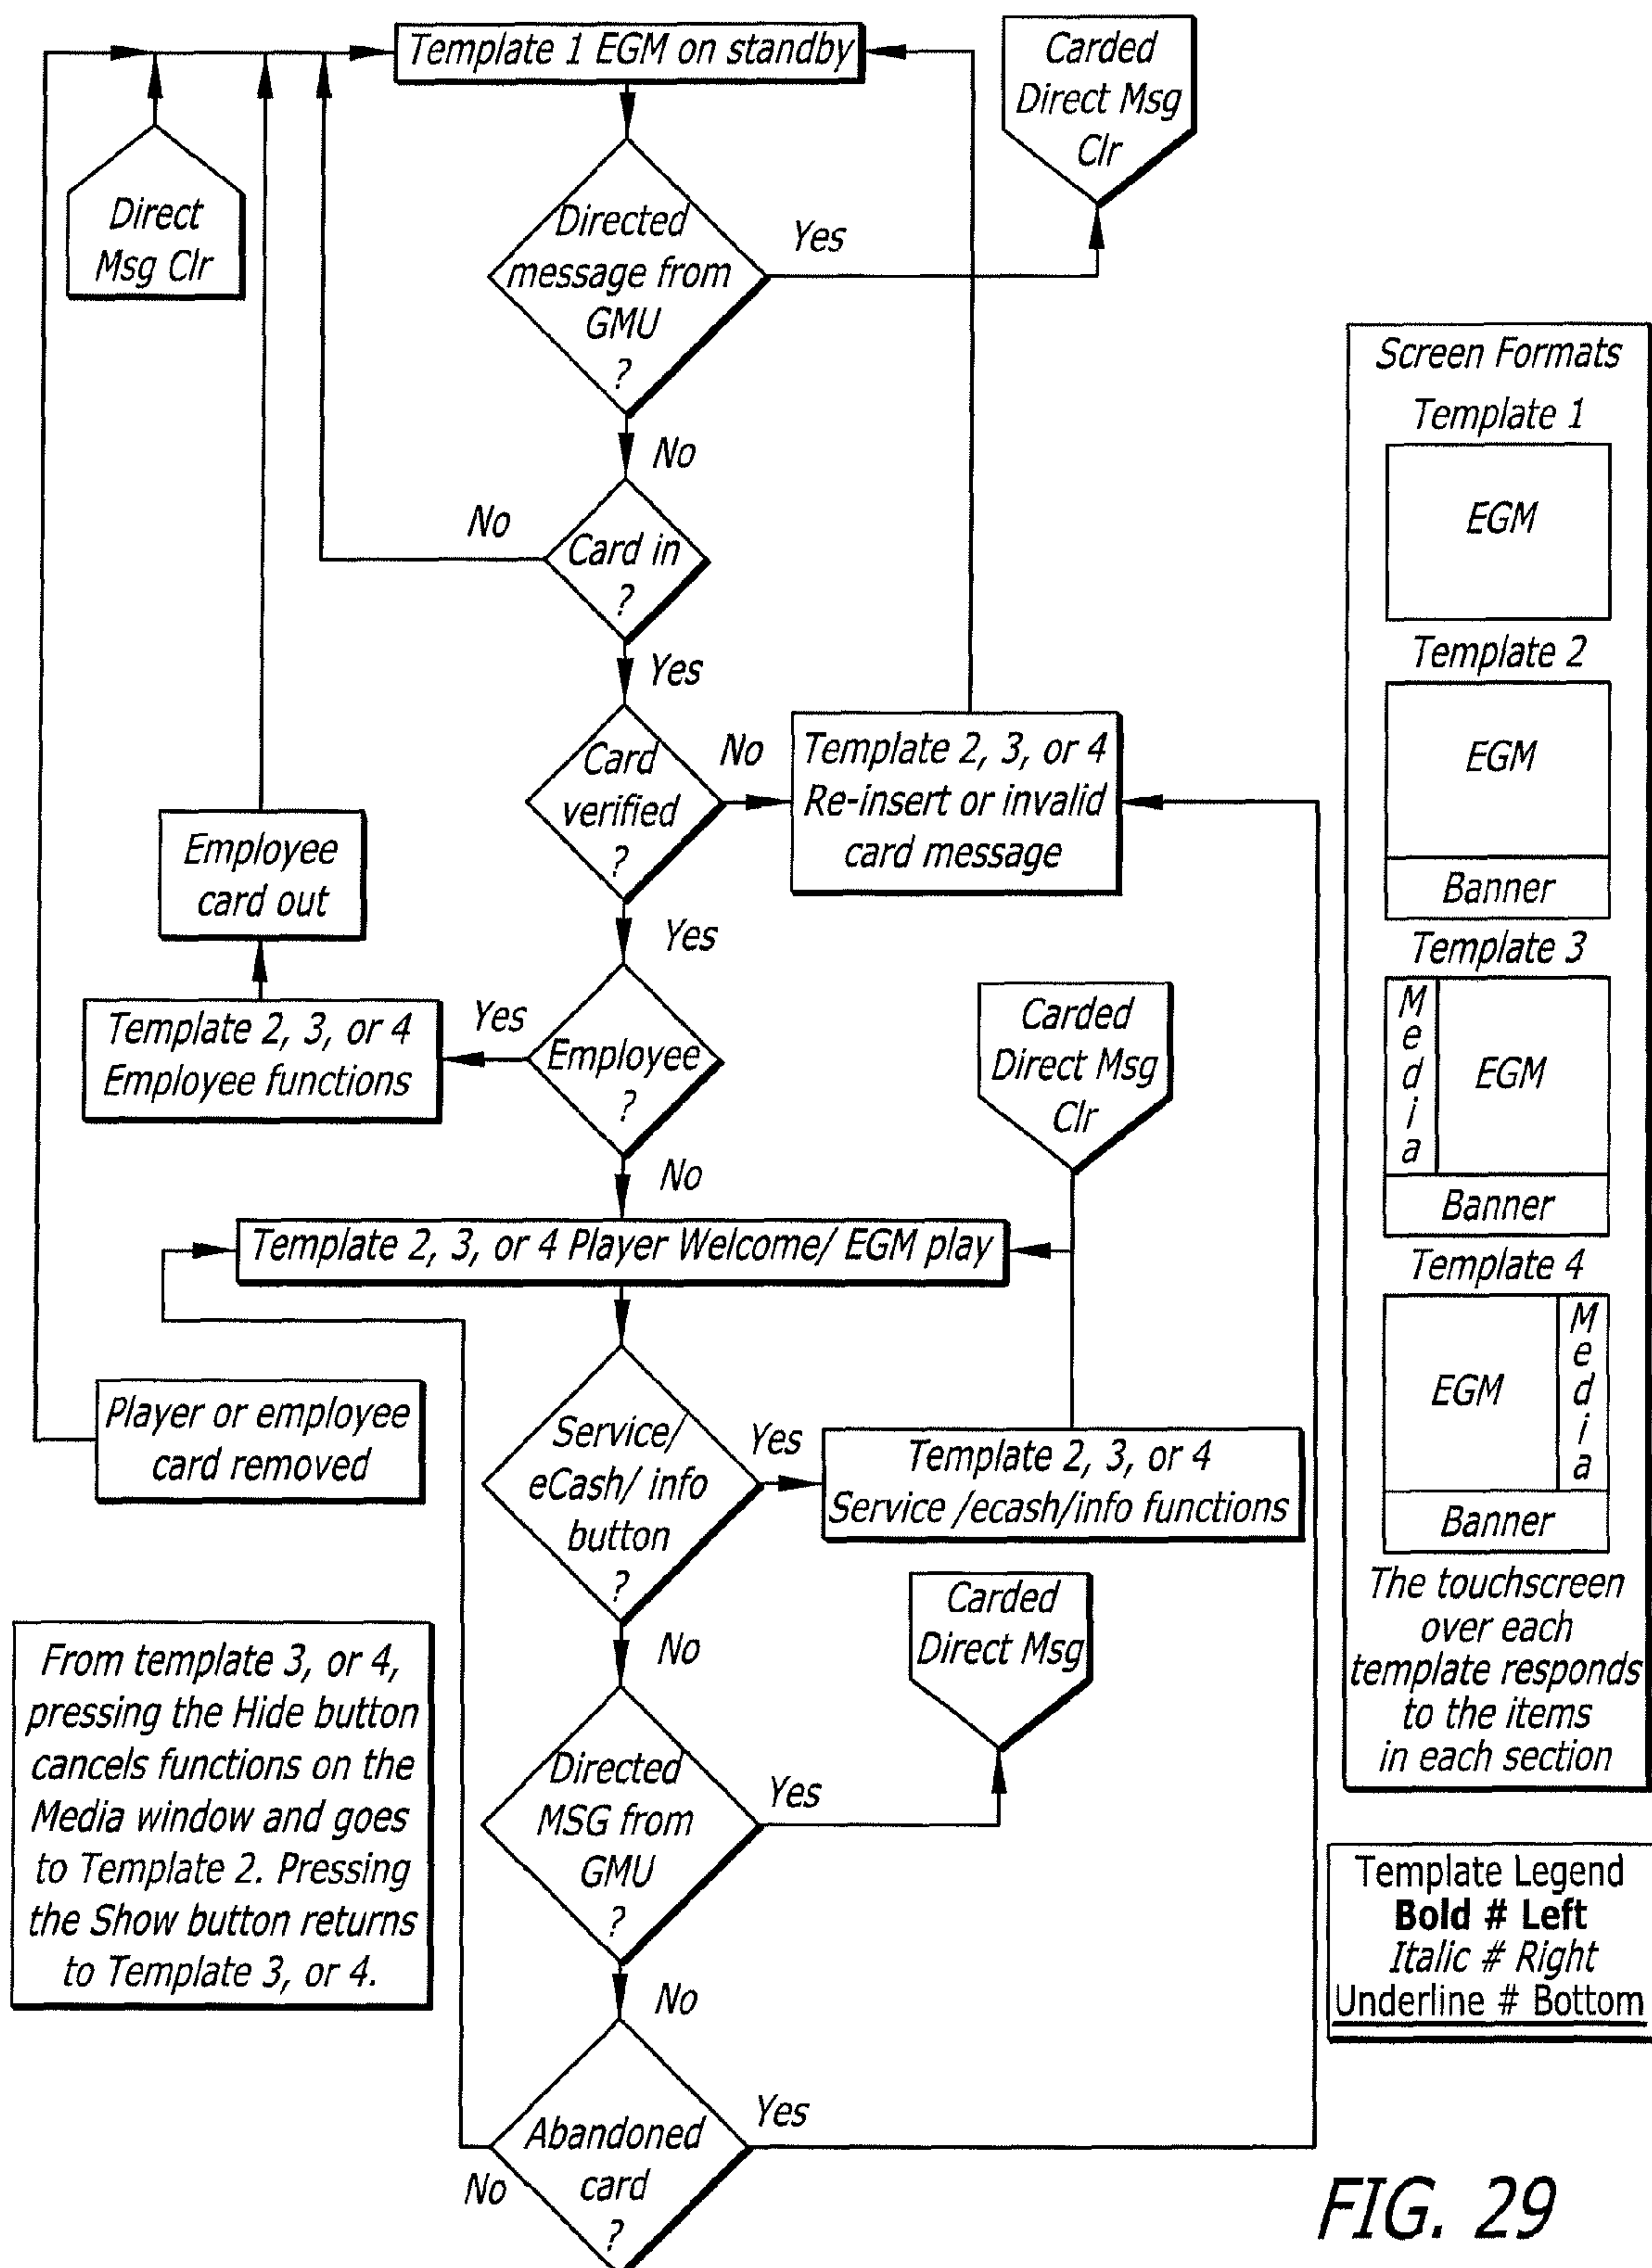 Template 1 EGM on standby
Carded
Direct Msg
Clr
Direct
Msg Clr
Directed
message from
GMU
?
Yes
No
Card in
?
No
Yes
Card
verified
?
No
Template 2, 3, or 4
Re-insert or invalid
card message
Yes
Employee
card out
Template 2, 3, or 4
Employee functions
Yes
Employee
?
Carded
Direct Msg
Clr
No
Template 2, 3, or 4 Player Welcome/ EGM play
Player or employee
card removed
Service/
eCash/ info
button
?
Yes
Template 2, 3, or 4
Service /ecash/info functions
No
Carded
Direct Msg
Directed
MSG from
GMU
?
Yes
No
From template 3, or 4,
pressing the Hide button
cancels functions on the
Media window and goes
to Template 2. Pressing
the Show button returns
to Template 3, or 4.
Abandoned
card
?
Yes
No
Screen Formats
Template 1
EGM
Template 2
EGM
Banner
Template 3
Media
EGM
Banner
Template 4
EGM
Media
Banner
The touchscreen
over each
template responds
to the items
in each section
Template Legend
Bold # Left
Italic # Right
Underline # Bottom
FIG. 29